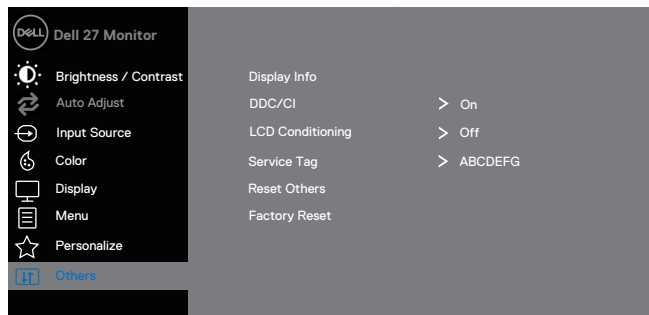 DELL Dell 27 Monitor
Brightness / Contrast
Auto Adjust
Input Source
Color
Display
Menu
Personalize
Others
Display Info
DDC/CI > On
LCD Conditioning > Off
Service Tag > ABCDEFG
Reset Others
Factory Reset